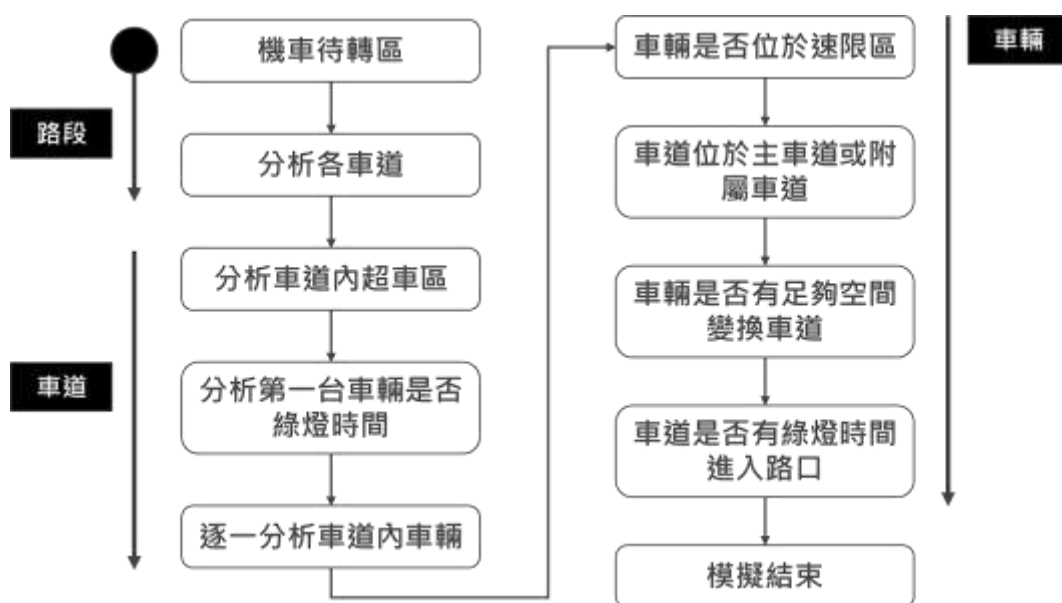 路段
機車待轉區
分析各車道
車道
分析車道內超車區
分析第一台車輛是否
綠燈時間
逐一分析車道內車輛
車輛
車輛是否位於速限區
車道位於主車道或附
屬車道
車輛是否有足夠空間
變換車道
車道是否有綠燈時間
進入路口
模擬結束